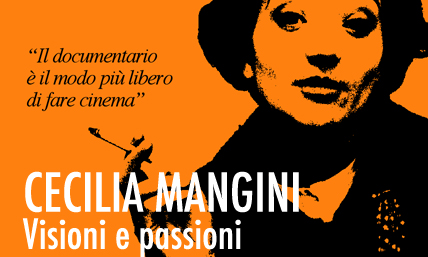 “Il documentario
è il modo più libero
di fare cinema”
CECILIA MANGINI
Visioni e passioni